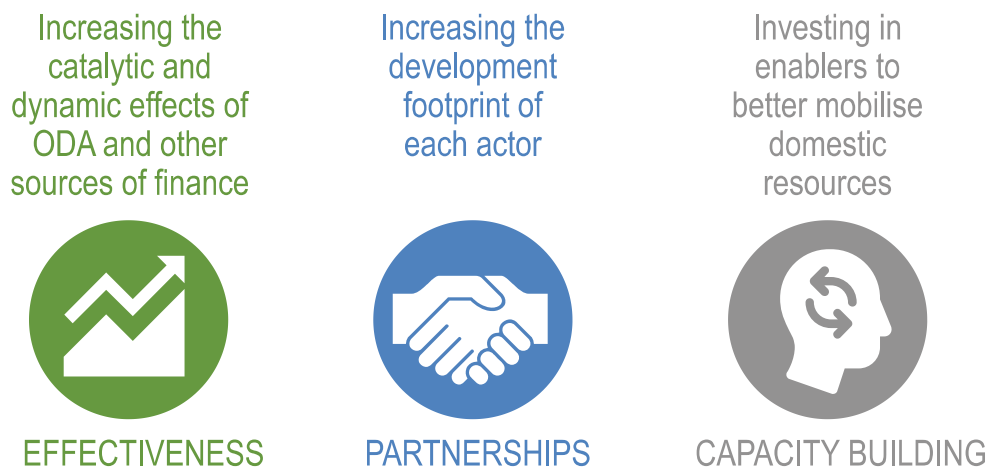 Increasing the
catalytic and
dynamic effects of
ODA and other
sources of finance
EFFECTIVENESS
Increasing the
development
footprint of
each actor
PARTNERSHIPS
Investing in
enablers to
better mobilise
domestic
resources
CAPACITY BUILDING